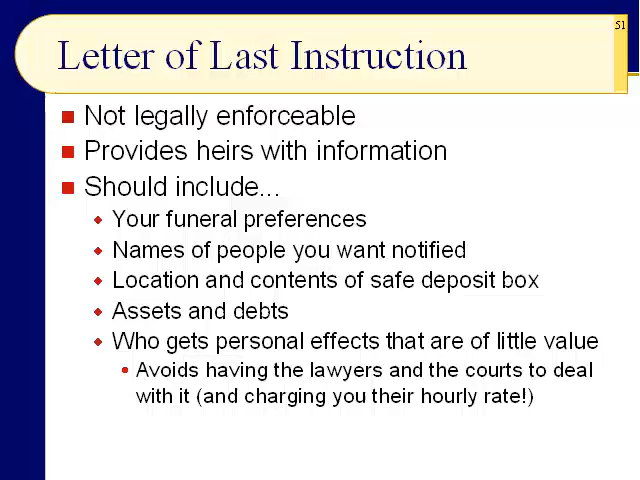 51
Letter of Last Instruction
Not legally enforceable
Provides heirs with information
Should include...
Your funeral preferences
Names of people you want notified
Location and contents of safe deposit box
Assets and debts
Who gets personal effects that are of little value
Avoids having the lawyers and the courts to deal
with it (and charging you their hourly rate!)